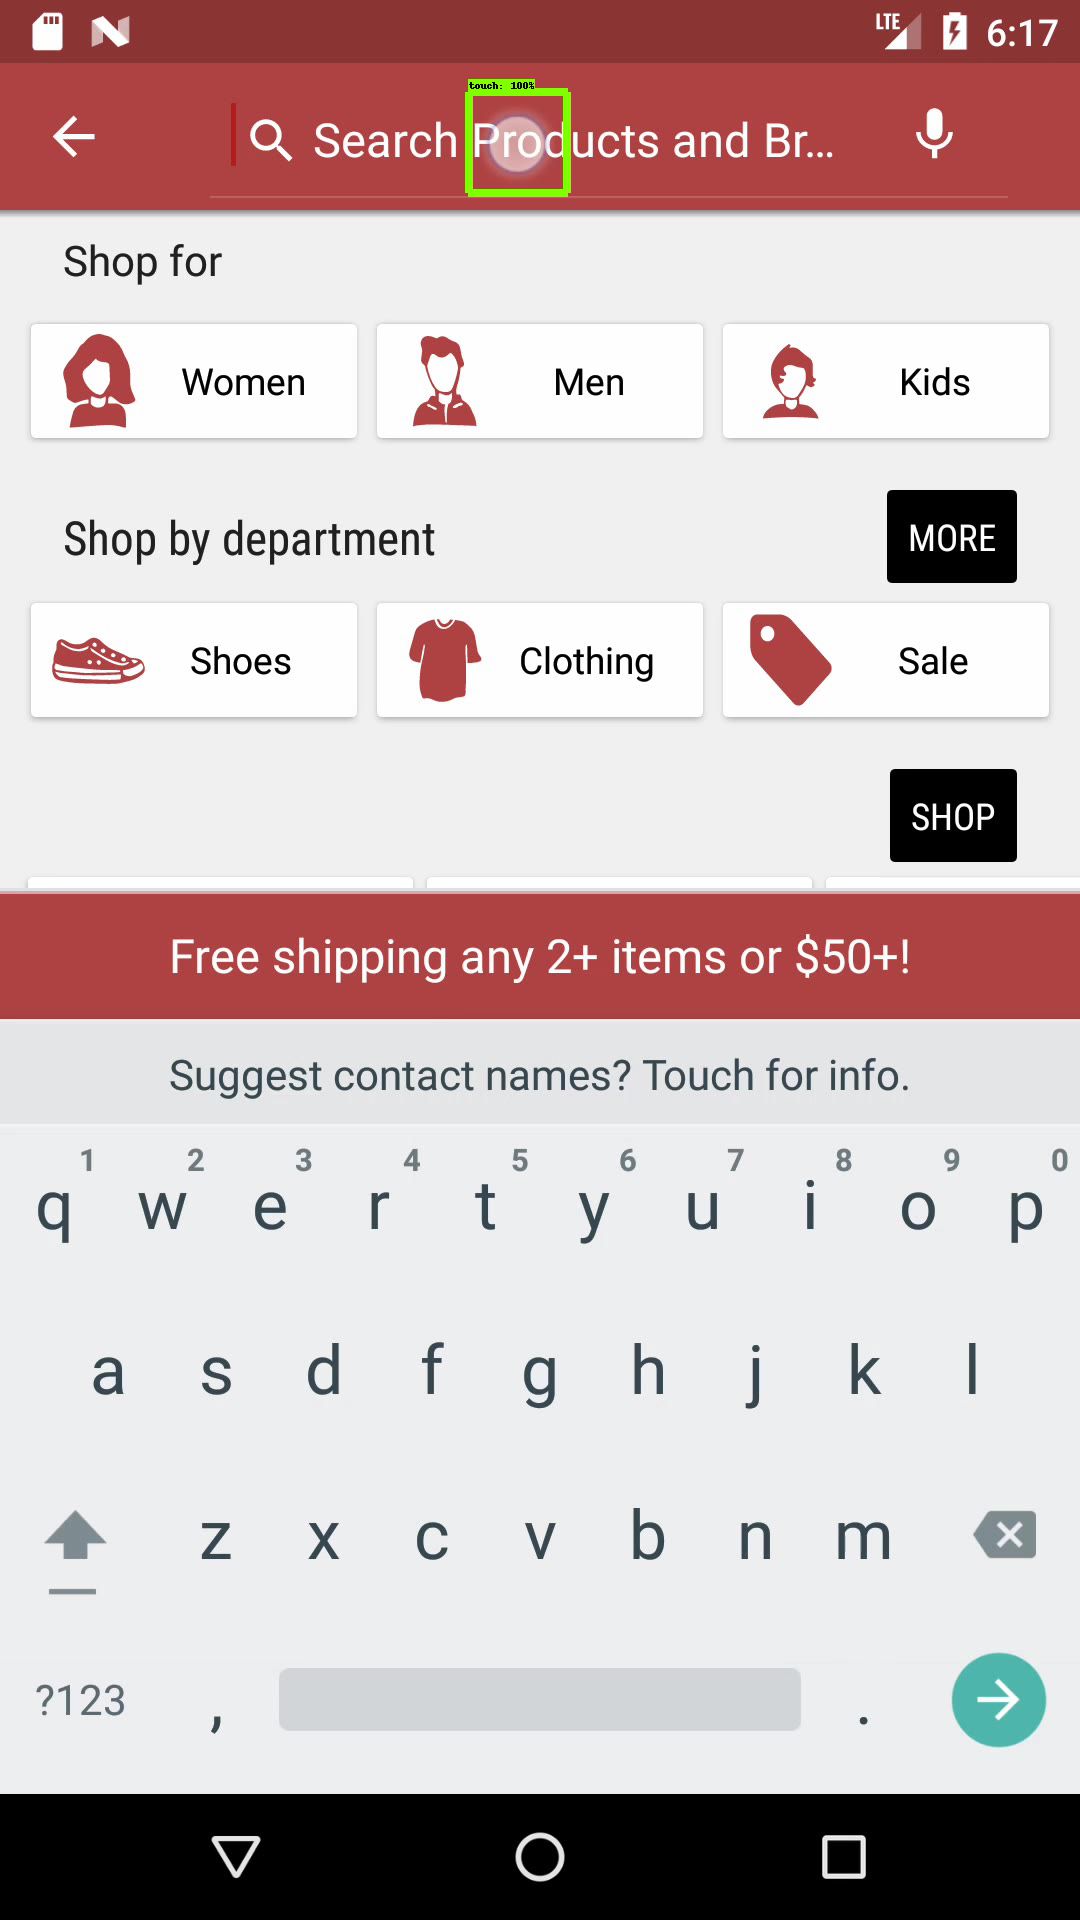 LTE 6:17
touch: 100%
Search Products and Br...
Shop for
Women Men Kids
Shop by department MORE
Shoes Clothing Sale
SHOP
Free shipping any 2+ items or $50+!
Suggest contact names? Touch for info.
1 2 3 4 5 6 7 8 9 0
q w e r t y u i o p
a s d f g h j k l
z x c v b n m
?123 , .